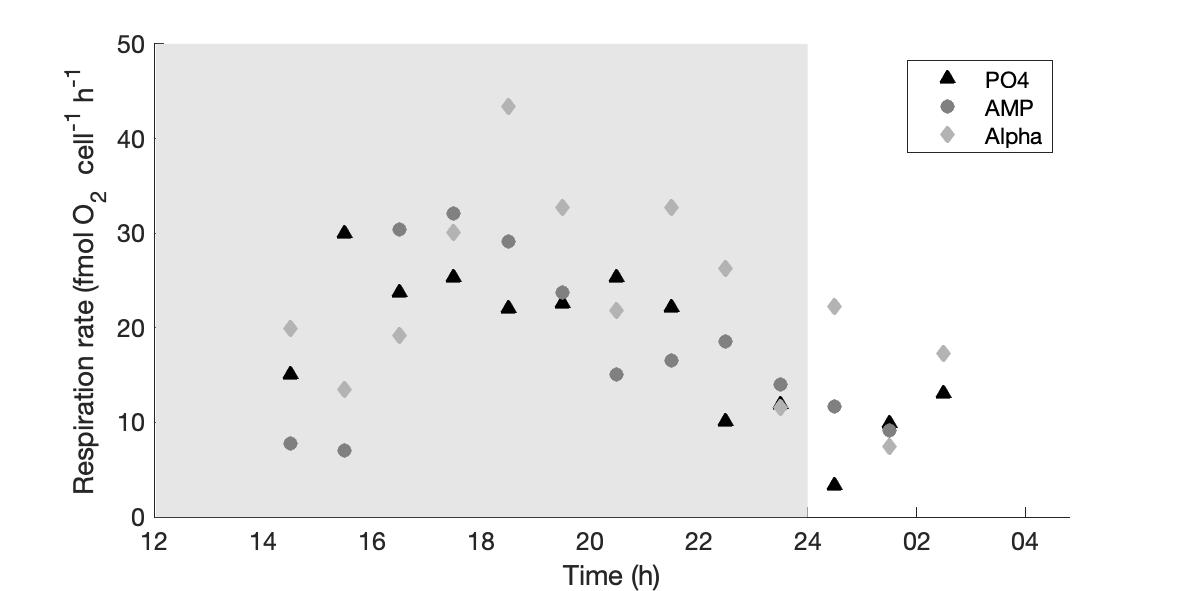 50
40
30
20
10
0
Respiration rate (fmol O₂ cell⁻¹ h⁻¹
PO4
AMP
Alpha
12 14 16 18 20 22 24 02 04
Time (h)